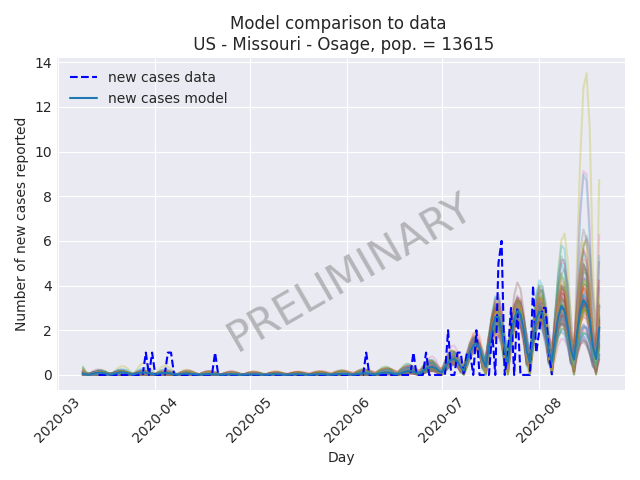 Model comparison to data
US - Missouri - Osage, pop. = 13615
14
12
10
8
6
4
2
0
Number of new cases reported
new cases data
new cases model
PRELIMINARY
2020-03
2020-04
2020-05
2020-06
2020-07
2020-08
Day